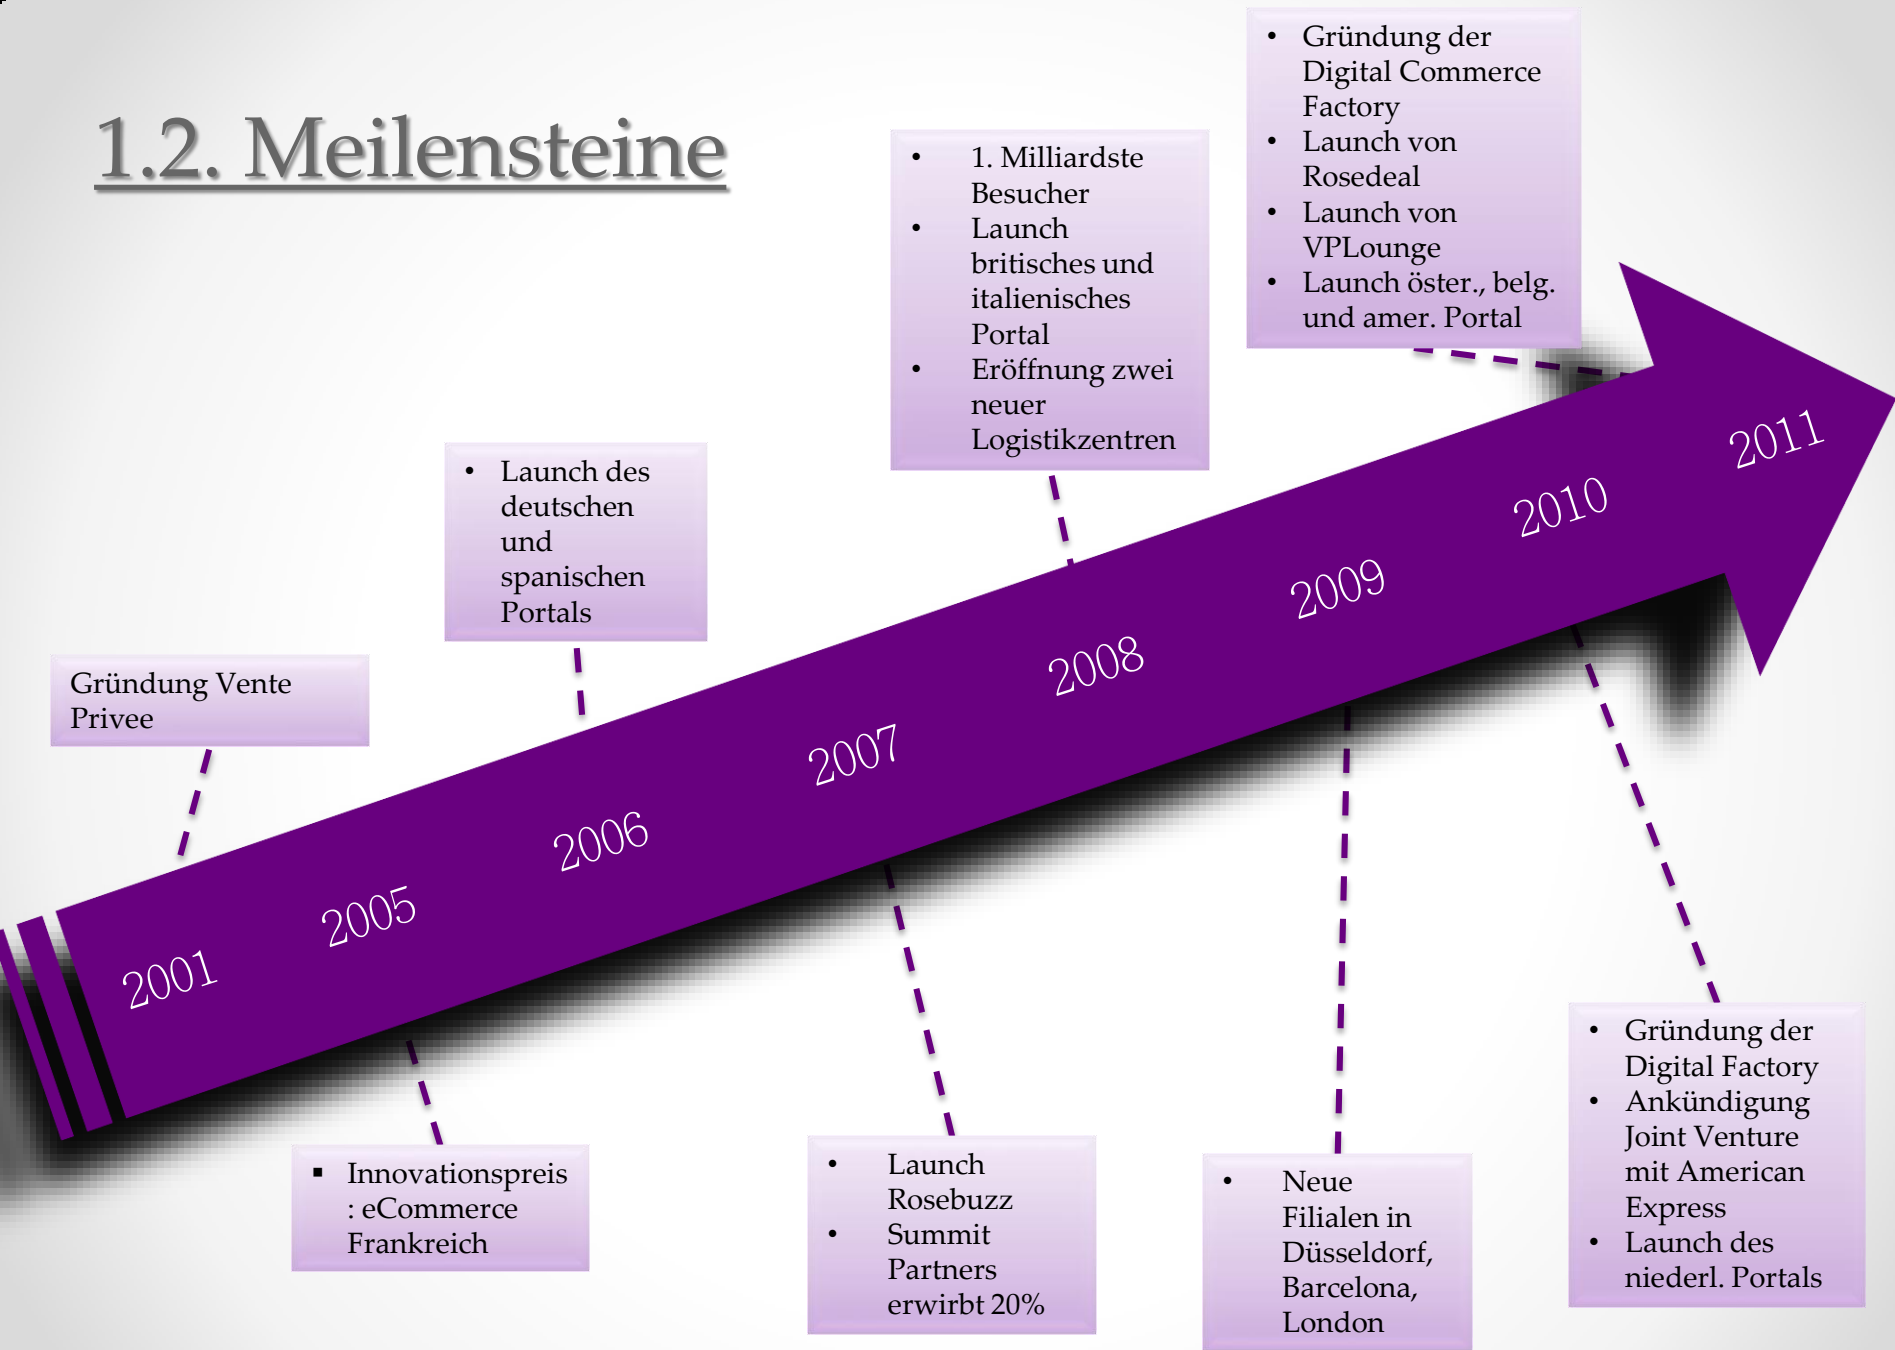 1.2. Meilensteine
• Gründung der
Digital Commerce
Factory
• Launch von
Rosedeal
• Launch von
VPLounge
• Launch öster., belg.
und amer. Portal
• 1. Milliardste
Besucher
• Launch
britisches und
italienisches
Portal
• Eröffnung zwei
neuer
Logistikzentren
• Launch des
deutschen
und
spanischen
Portals
Gründung Vente
Privee
2001
2005
2006
2007
2008
2009
2010
2011
▪ Innovationspreis
: eCommerce
Frankreich
• Launch
Rosebuzz
• Summit
Partners
erwirbt 20%
• Neue
Filialen in
Düsseldorf,
Barcelona,
London
• Gründung der
Digital Factory
• Ankündigung
Joint Venture
mit American
Express
• Launch des
niederl. Portals